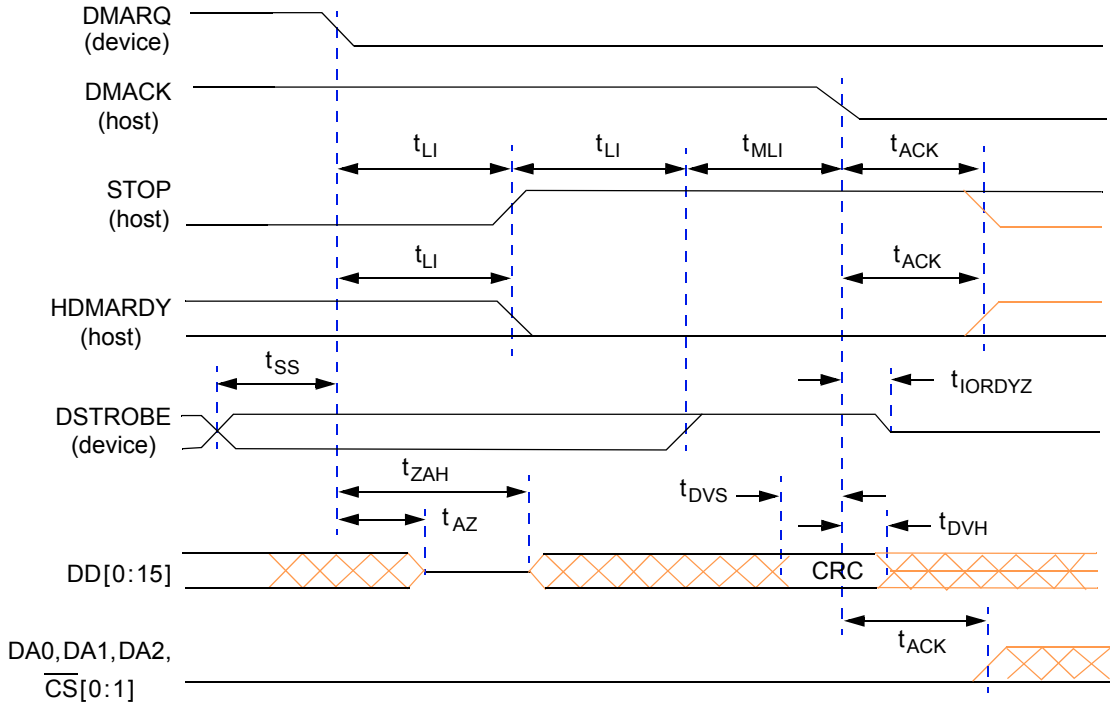 DMARQ
(device)
DMACK
(host)
tLI
tLI
tMLI
tACK
STOP
(host)
tLI
tACK
HDMARDY
(host)
tSS
tIORDYZ
DSTROBE
(device)
tZAH
tDVS
tAZ
tDVH
DD[0:15]
CRC
tACK
DA0,DA1,DA2,
C̅S̅[0:1]